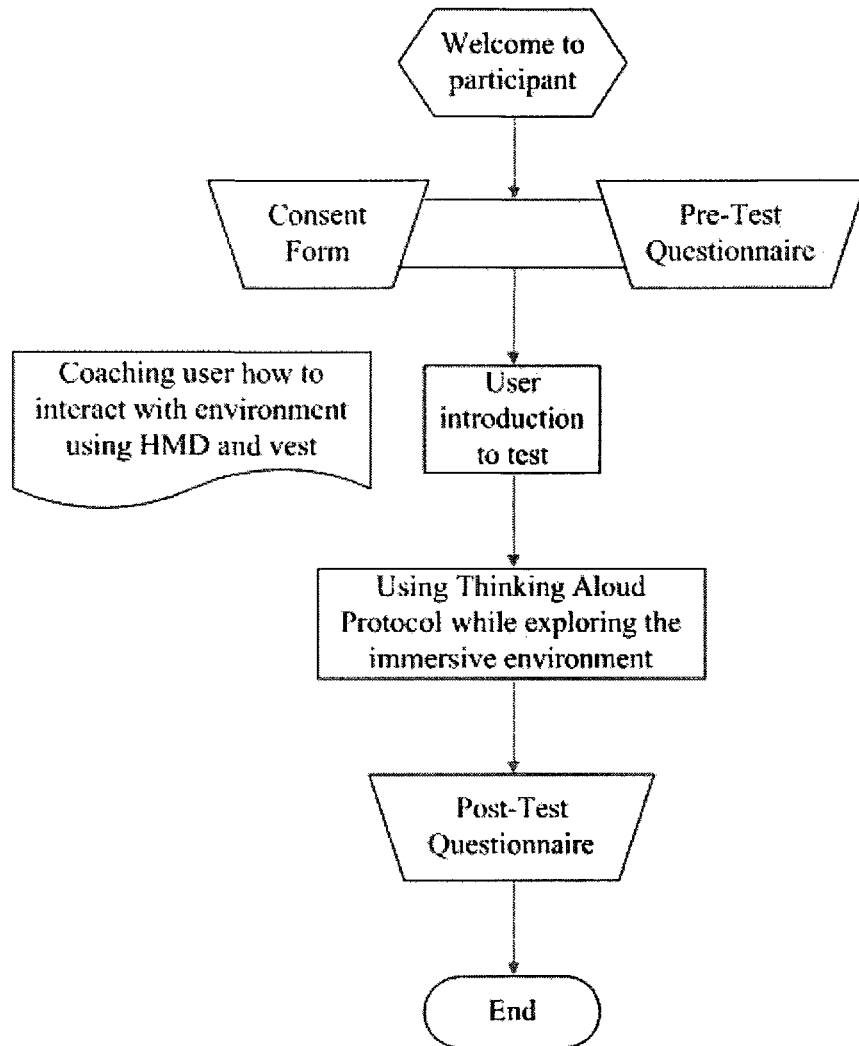 Welcome to
participant
Consent
Form
Pre-Test
Questionnaire
Coaching user how to
interact with environment
using HMD and vest
User
introduction
to test
Using Thinking Aloud
Protocol while exploring the
immersive environment
Post-Test
Questionnaire
End